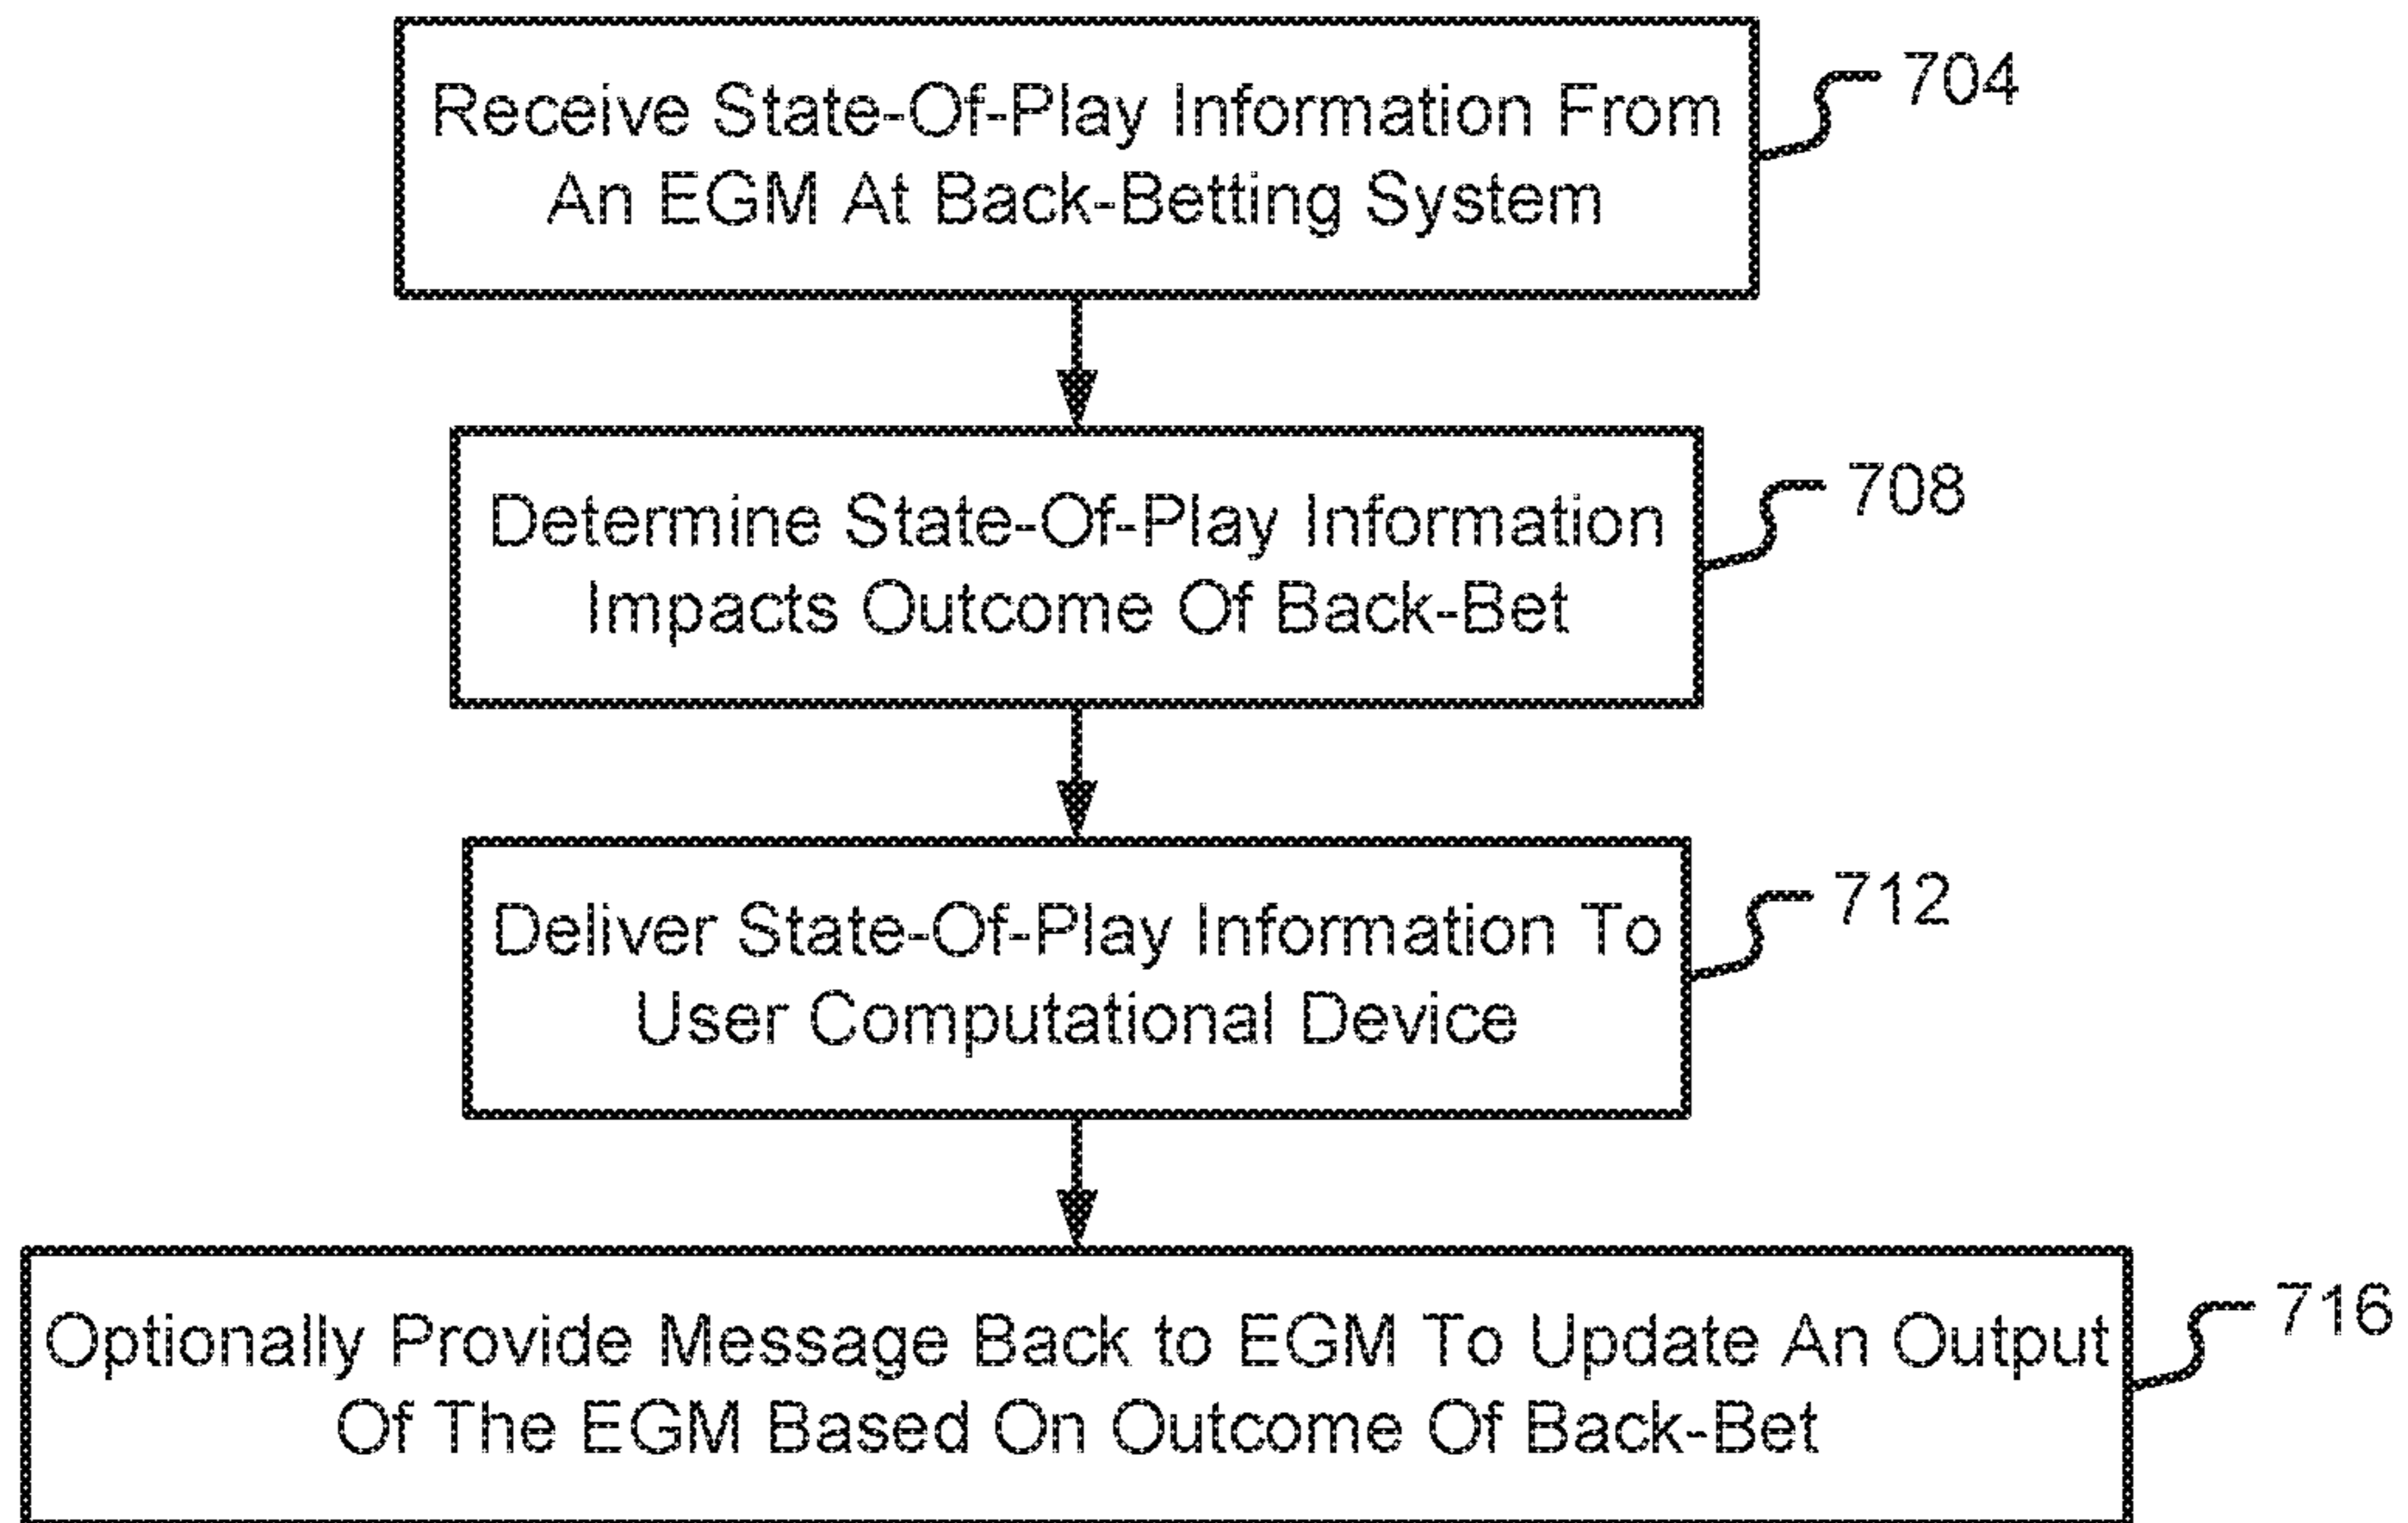 Receive State-Of-Play Information From
An EGM At Back-Betting System
704
Determine State-Of-Play Information
Impacts Outcome Of Back-Bet
708
Deliver State-Of-Play Information To
User Computational Device
712
Optionally Provide Message Back to EGM To Update An Output
Of The EGM Based On Outcome Of Back-Bet
716